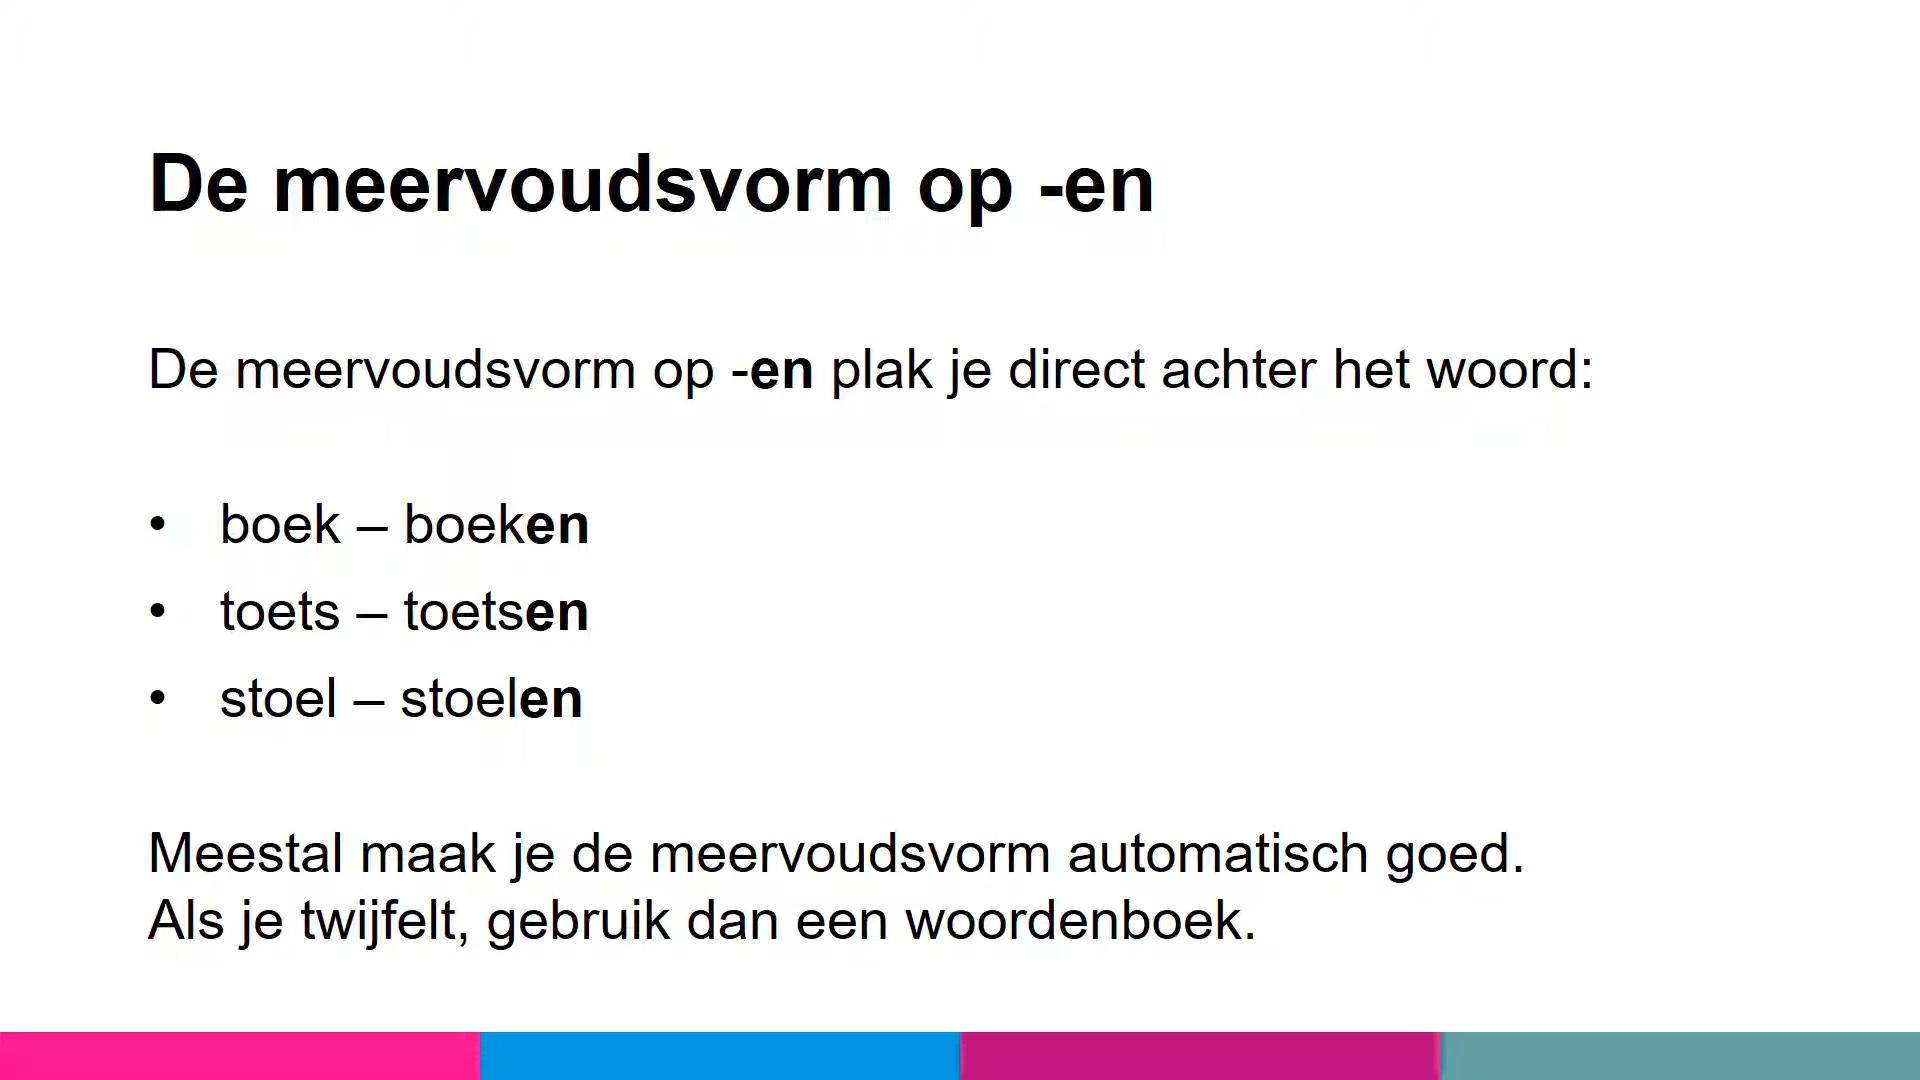 De meervoudsvorm op -en
De meervoudsvorm op -en plak je direct achter het woord:
• boek – boeken
• toets – toetsen
• stoel – stoelen
Meestal maak je de meervoudsvorm automatisch goed.
Als je twijfelt, gebruik dan een woordenboek.